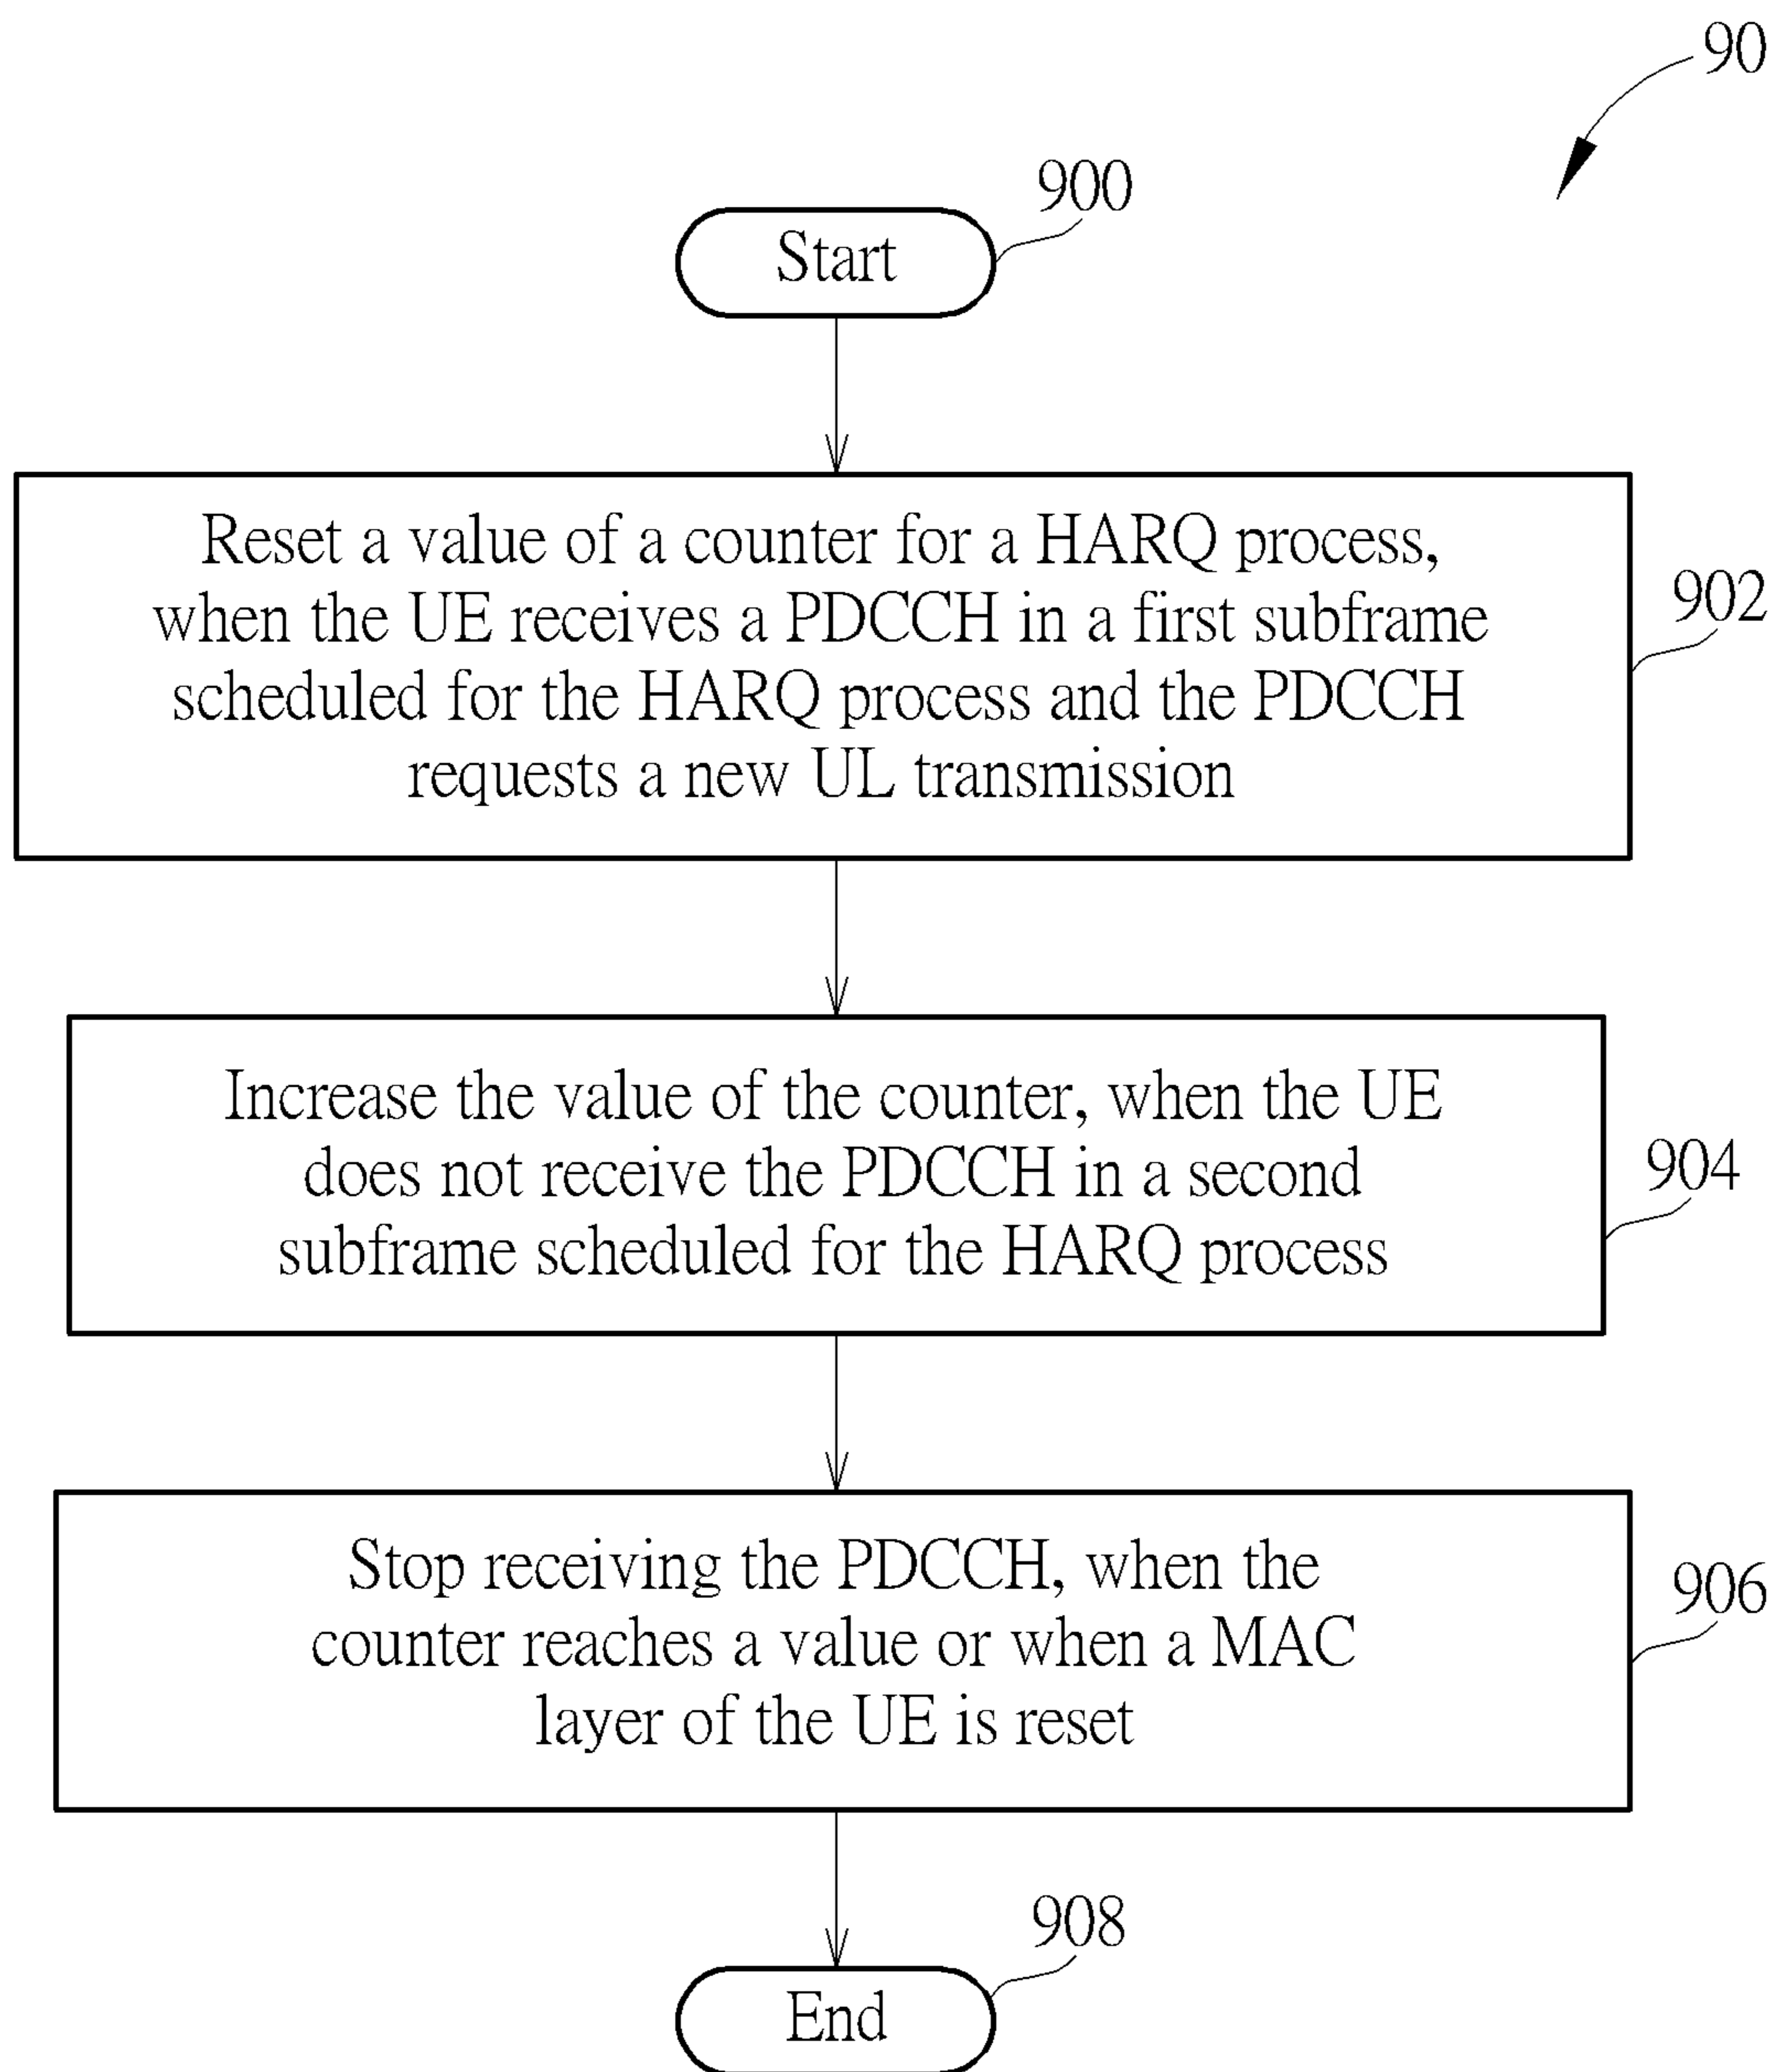 90
900
Start
Reset a value of a counter for a HARQ process,
when the UE receives a PDCCH in a first subframe
scheduled for the HARQ process and the PDCCH
requests a new UL transmission
902
Increase the value of the counter, when the UE
does not receive the PDCCH in a second
subframe scheduled for the HARQ process
904
Stop receiving the PDCCH, when the
counter reaches a value or when a MAC
layer of the UE is reset
906
908
End